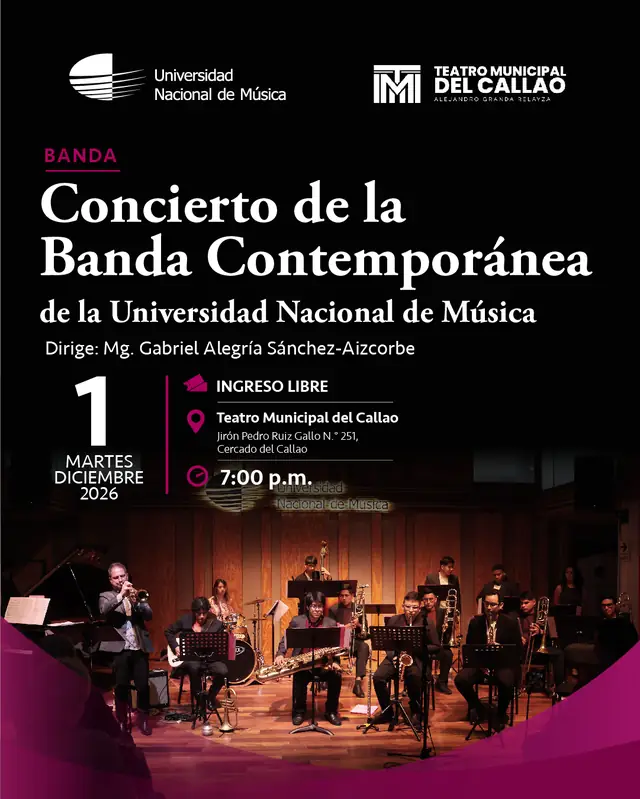 Universidad
Nacional de Música
TEATRO MUNICIPAL
DEL CALLAO
ALEJANDRO GRANDA RELAYZA
BANDA
Concierto de la
Banda Contemporánea
de la Universidad Nacional de Música
Dirige: Mg. Gabriel Alegría Sánchez-Aizcorbe
1
MARTES
DICIEMBRE
2026
INGRESO LIBRE
Teatro Municipal del Callao
Jirón Pedro Ruiz Gallo N.° 251,
Cercado del Callao
7:00 p.m.
Universidad
Nacional de Música